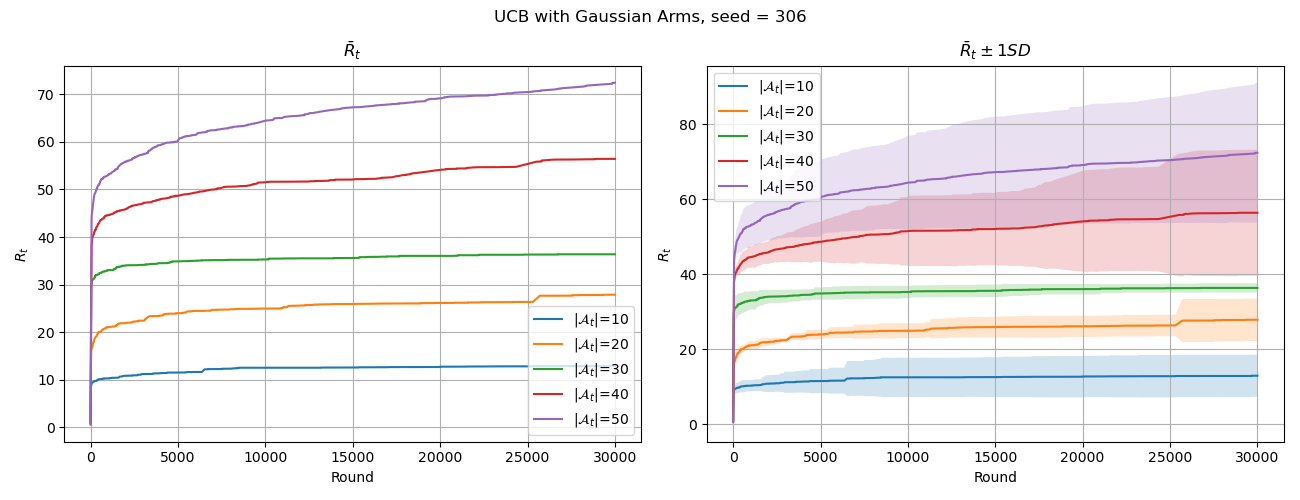 UCB with Gaussian Arms, seed = 306
R̄ₜ
Rₜ
70
60
50
40
30
20
10
0
|𝒜ₜ|=10
|𝒜ₜ|=20
|𝒜ₜ|=30
|𝒜ₜ|=40
|𝒜ₜ|=50
0 5000 10000 15000 20000 25000 30000
Round
R̄ₜ ± 1SD
Rₜ
80
60
40
20
0
|𝒜ₜ|=10
|𝒜ₜ|=20
|𝒜ₜ|=30
|𝒜ₜ|=40
|𝒜ₜ|=50
0 5000 10000 15000 20000 25000 30000
Round